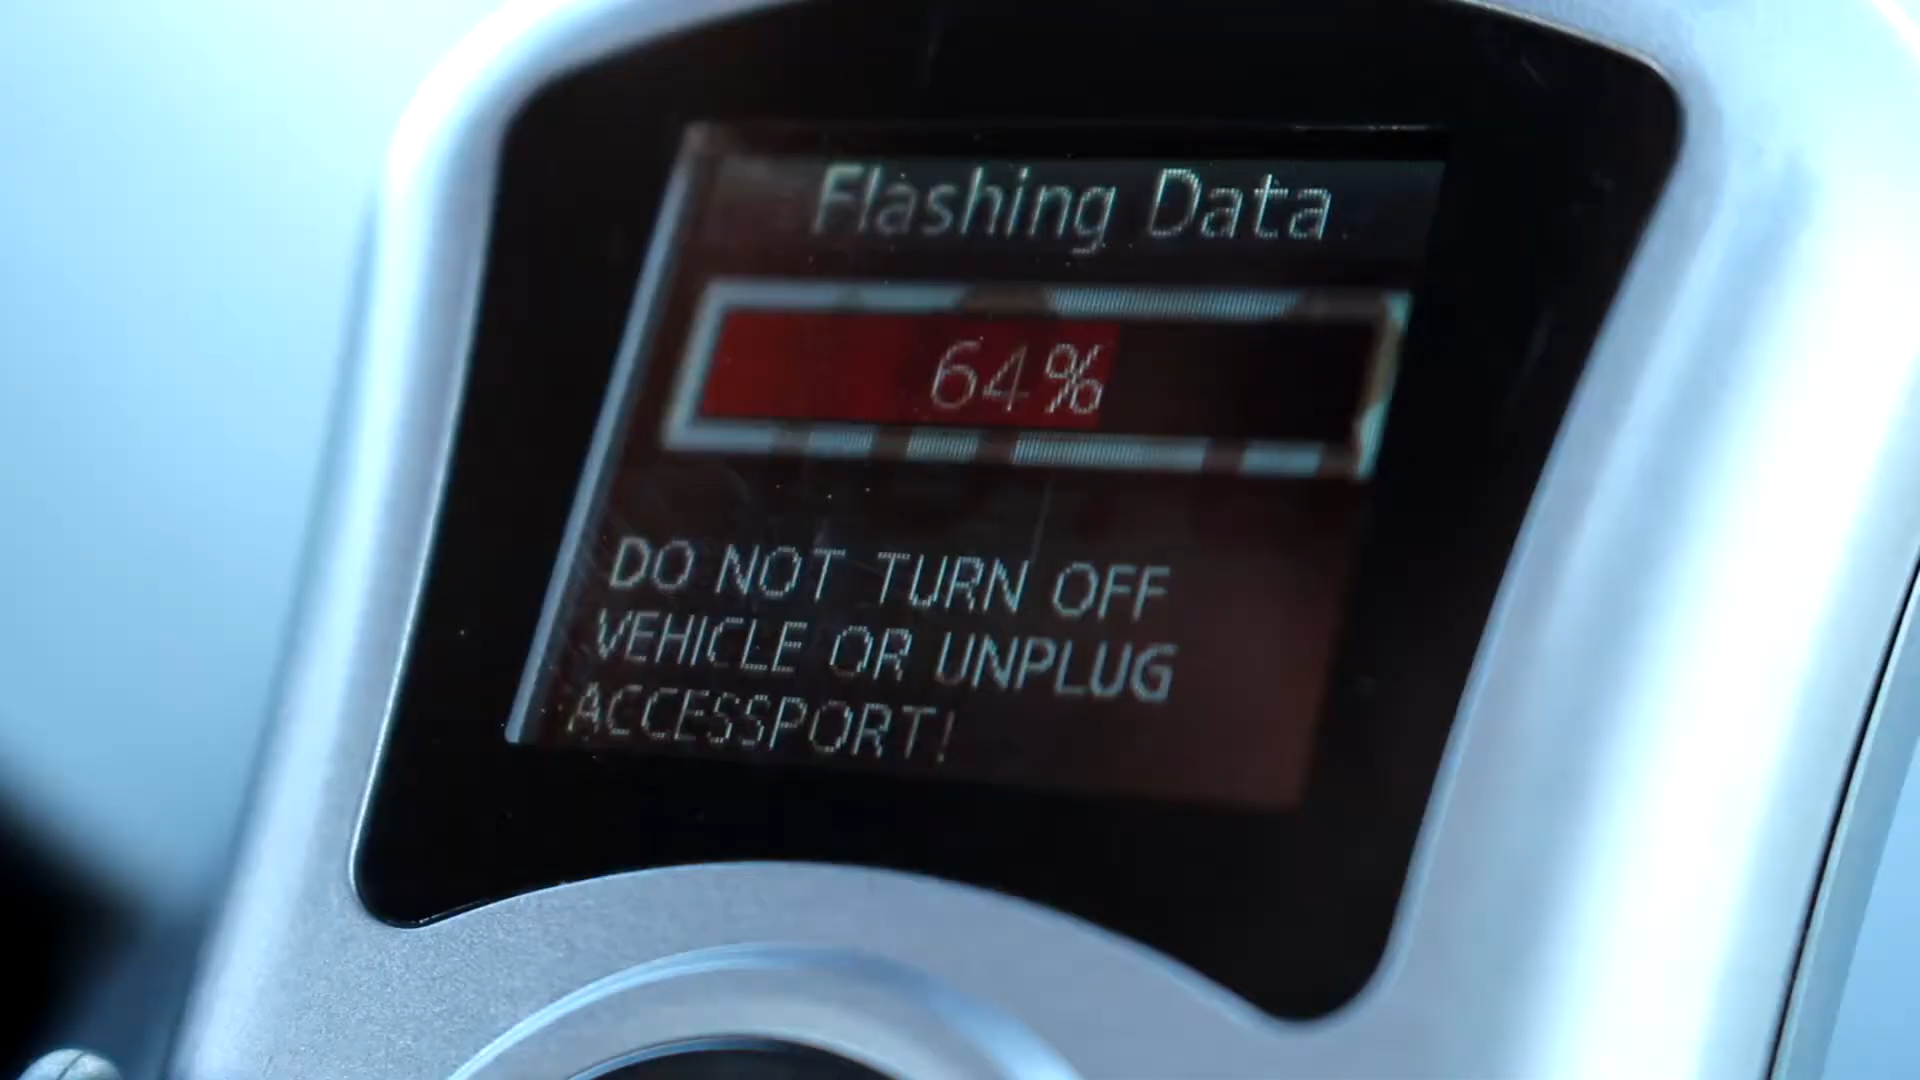 Flashing Data
64%
DO NOT TURN OFF
VEHICLE OR UNPLUG
ACCESSPORT!